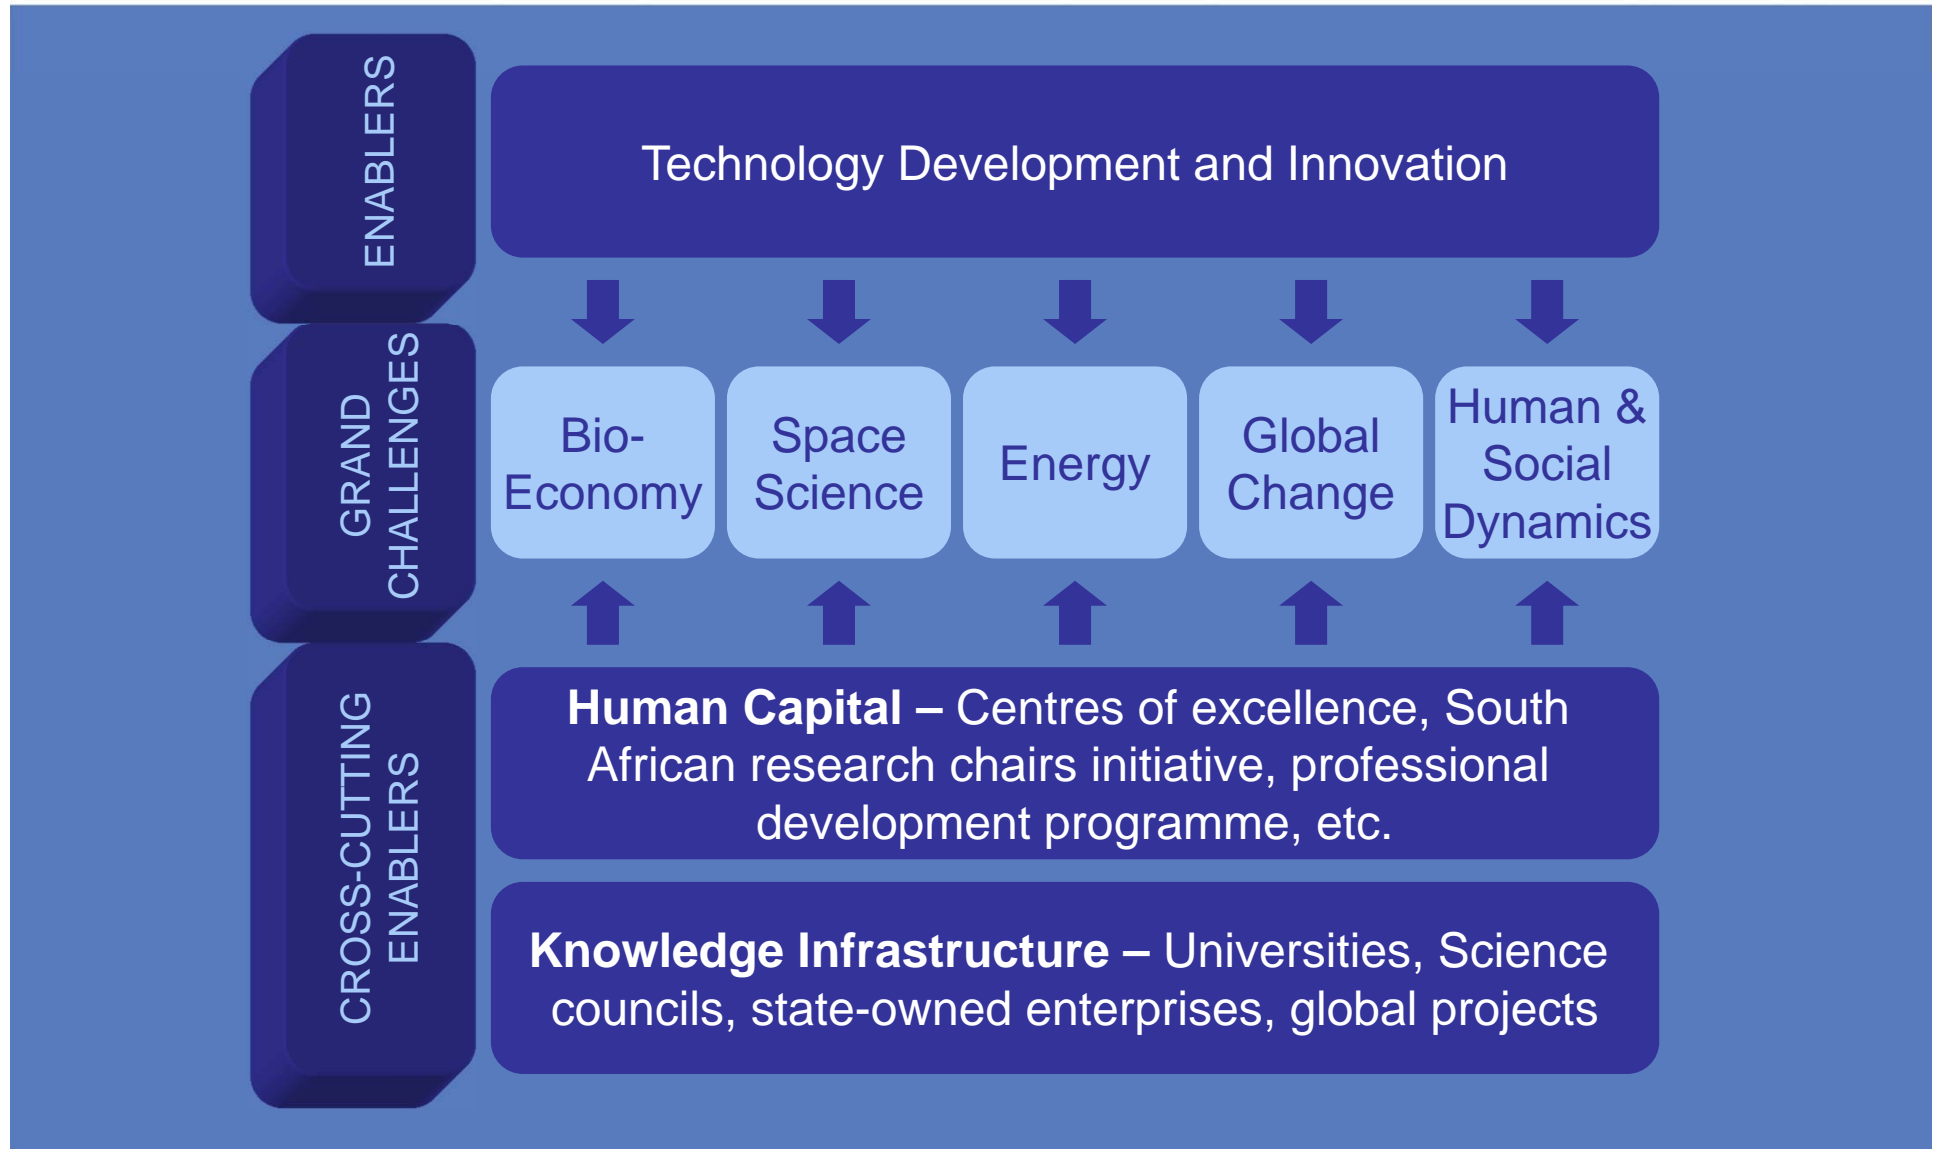 ENABLERS
Technology Development and Innovation
GRAND
CHALLENGES
Bio-
Economy
Space
Science
Energy
Global
Change
Human &
Social
Dynamics
CROSS-CUTTING
ENABLERS
Human Capital – Centres of excellence, South
African research chairs initiative, professional
development programme, etc.
Knowledge Infrastructure – Universities, Science
councils, state-owned enterprises, global projects